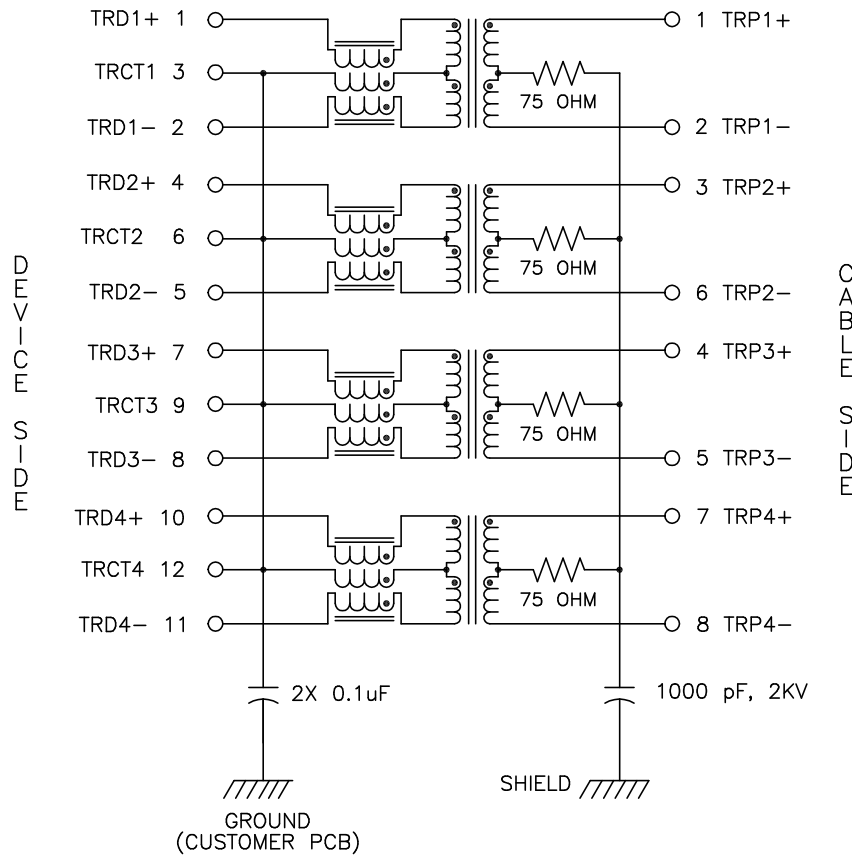 TRD1+ 1
1 TRP1+
TRCT1 3
75 OHM
TRD1- 2
2 TRP1-
TRD2+ 4
3 TRP2+
TRCT2 6
75 OHM
TRD2- 5
6 TRP2-
TRD3+ 7
4 TRP3+
TRCT3 9
75 OHM
TRD3- 8
5 TRP3-
TRD4+ 10
7 TRP4+
TRCT4 12
75 OHM
TRD4- 11
8 TRP4-
DEVICE SIDE
CABLE SIDE
2X 0.1uF
1000 pF, 2KV
SHIELD
GROUND
(CUSTOMER PCB)